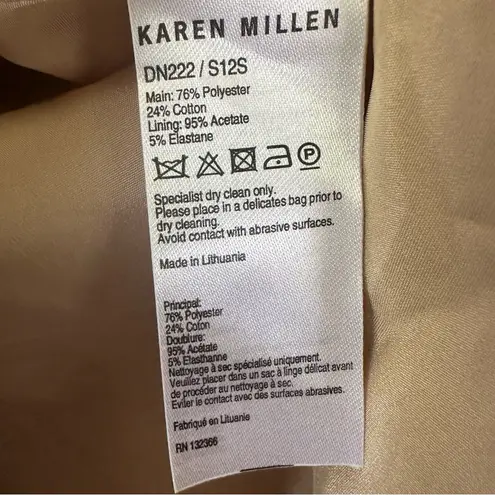 KAREN MILLEN
DN222 / S12S
Main: 76% Polyester
24% Cotton
Lining: 95% Acetate
5% Elastane
P
Specialist dry clean only.
Please place in a delicates bag prior to
dry cleaning.
Avoid contact with abrasive surfaces.
Made in Lithuania
Principal:
76% Polyester
24% Coton
Doublure:
95% Acétate
5% Elasthanne
Nettoyage à sec spécialisé uniquement.
Veuillez placer dans un sac à linge délicat avant
de procéder au nettoyage à sec.
Eviter le contact avec des surfaces abrasives.
Fabriqué en Lituanie
RN 132366